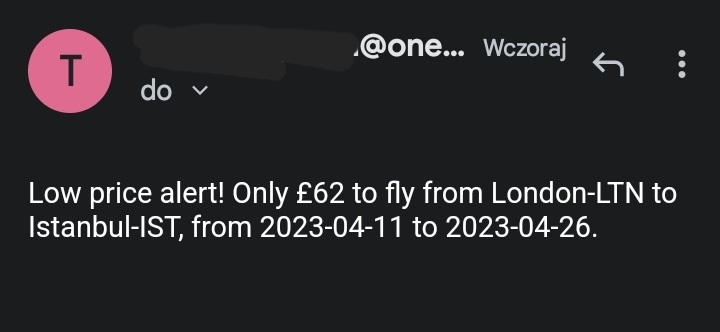 T
.@one... Wczoraj
do
Low price alert! Only £62 to fly from London-LTN to
Istanbul-IST, from 2023-04-11 to 2023-04-26.